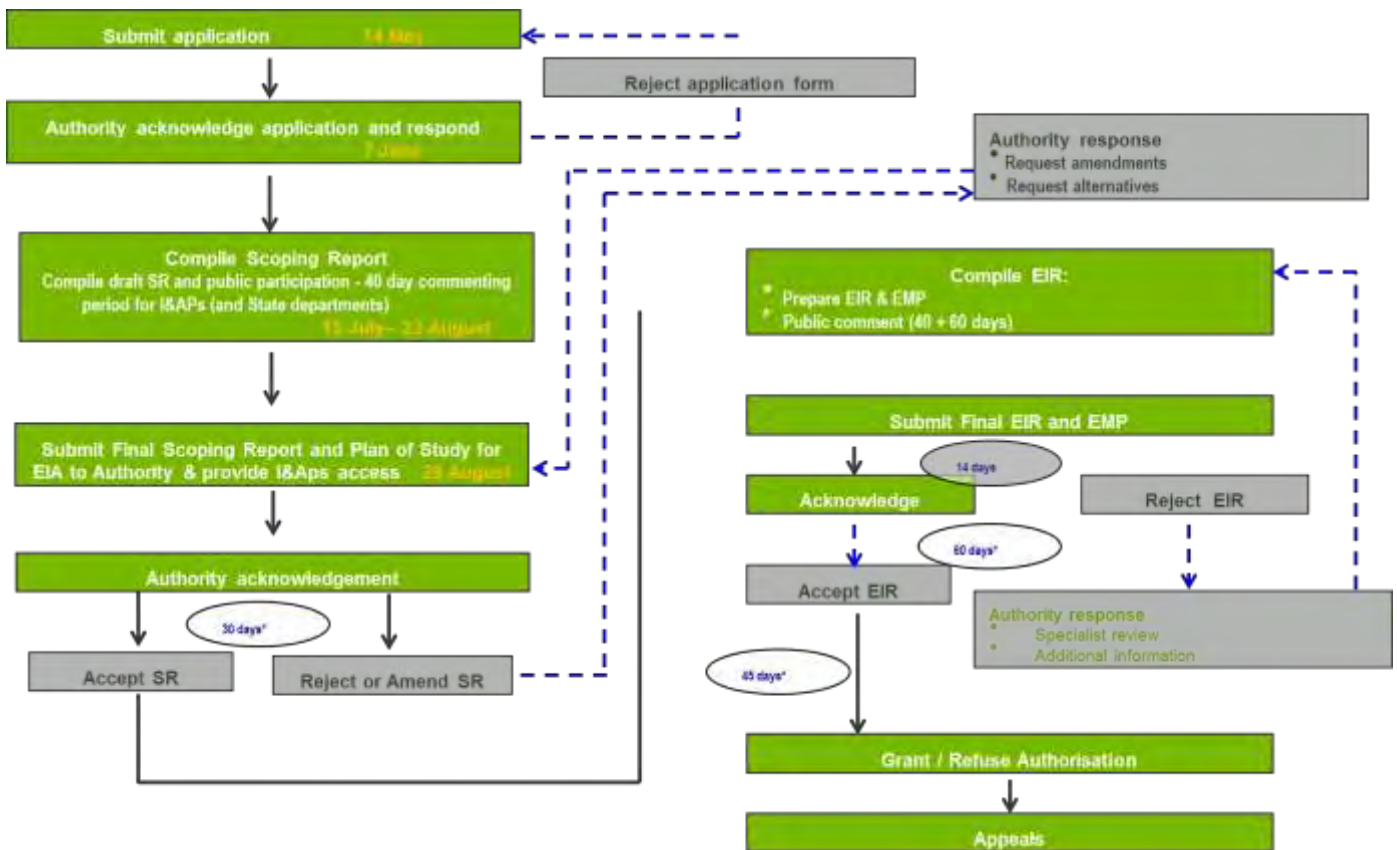 Submit application 14 May
Reject application form
Authority acknowledge application and respond
7 June
Authority response
Request amendments
Request alternatives
Compile Scoping Report
Compile draft SR and public participation - 40 day commenting
period for I&APs (and State departments)
July – August
Compile EIR:
Prepare EIR & EMP
Public comment (40 + 60 days)
Submit Final Scoping Report and Plan of Study for
EIA to Authority & provide I&Aps access August
Submit Final EIR and EMP
14 days
Acknowledge
Reject EIR
60 days*
Accept EIR
Authority response
Specialist review
Additional information
Authority acknowledgement
30 days*
Accept SR
Reject or Amend SR
45 days*
Grant / Refuse Authorisation
Appeals